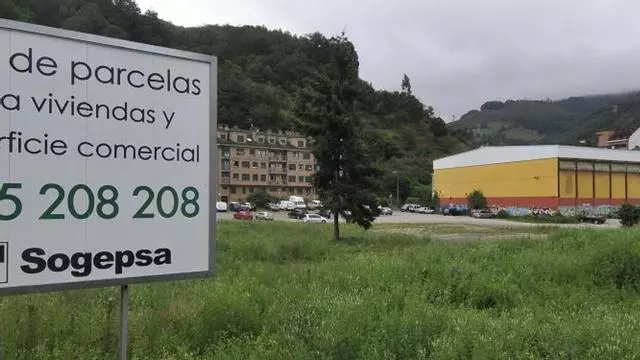 de parcelas
a viviendas y
rficie comercial
5 208 208
Sogepsa